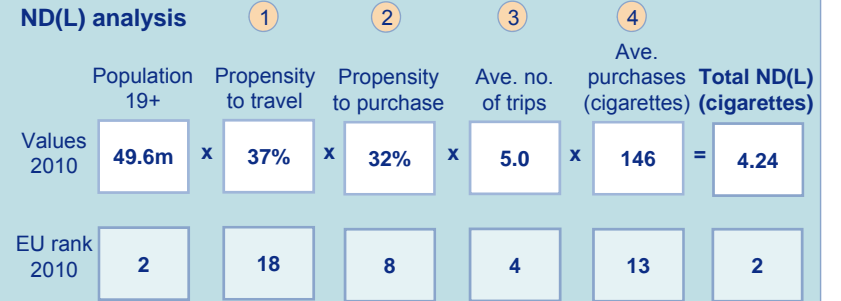 ND(L) analysis 1 2 3 4
Population 19+ Propensity to travel Propensity to purchase Ave. no. of trips Ave. purchases (cigarettes) Total ND(L) (cigarettes)
Values 2010 49.6m x 37% x 32% x 5.0 x 146 = 4.24
EU rank 2010 2 18 8 4 13 2